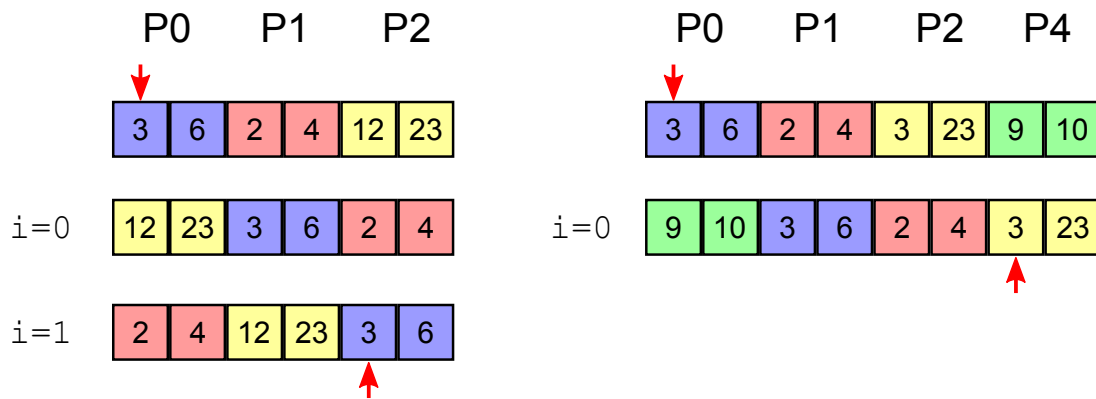 P0 P1 P2
3 6 2 4 12 23
i=0 12 23 3 6 2 4
i=1 2 4 12 23 3 6
P0 P1 P2 P4
3 6 2 4 3 23 9 10
i=0 9 10 3 6 2 4 3 23